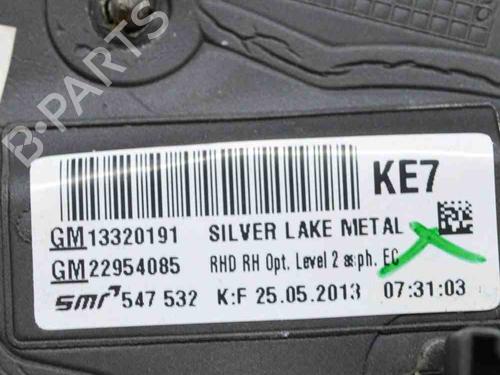 B-PARTS
KE7
GM13320191 SILVER LAKE METAL
GM22954085 RHD RH Opt. Level 2 asph. EC
smr 547 532 K:F 25.05.2013 07:31:03